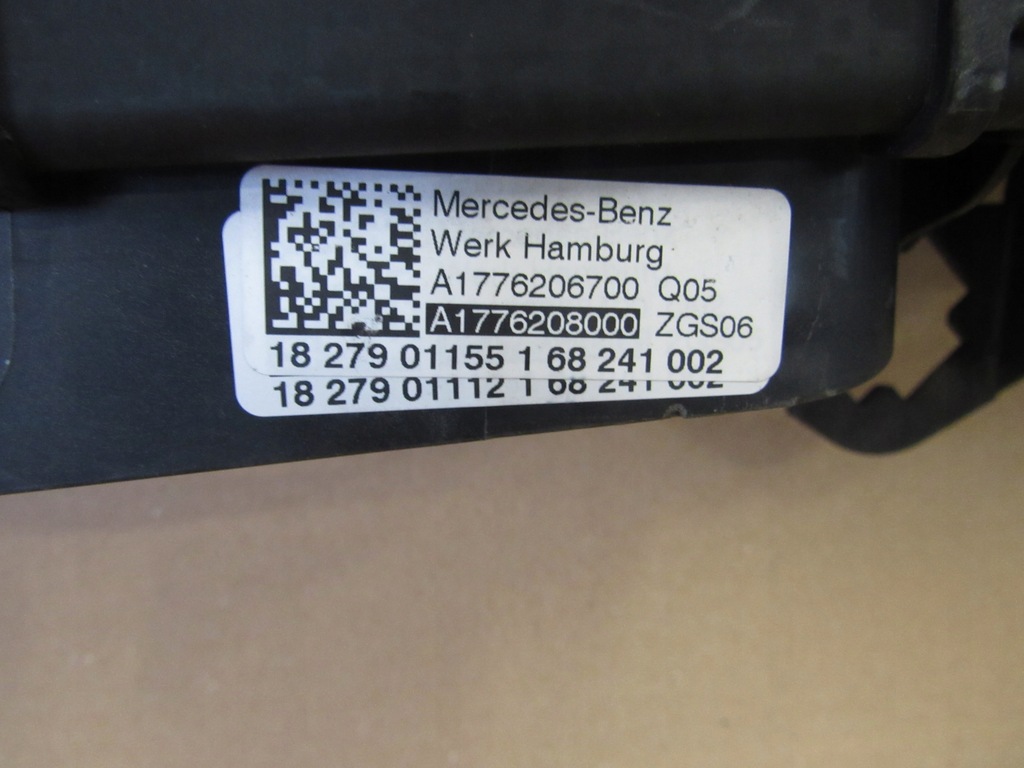 Mercedes-Benz
Werk Hamburg
A1776206700 Q05
A1776208000 ZGS06
18 279 01155 1 68 241 002
18 279 01112 1 68 241 002